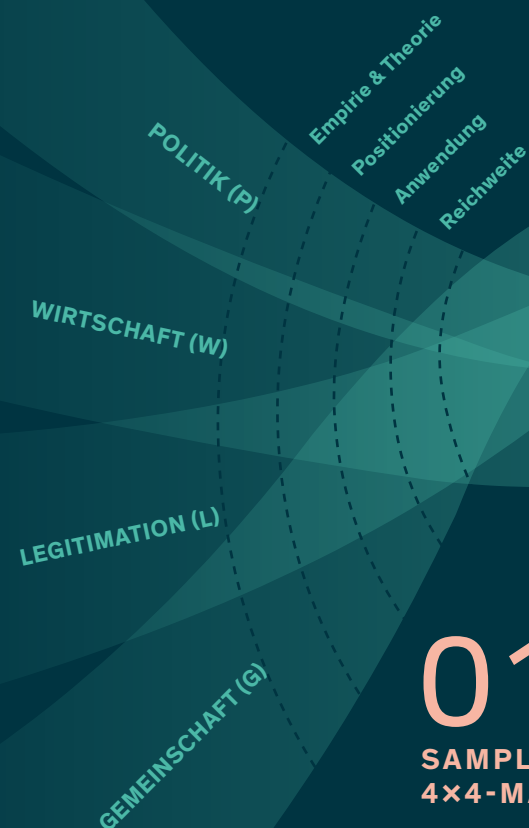 Empirie & Theorie
Positionierung
Anwendung
Reichweite
POLITIK (P)
WIRTSCHAFT (W)
LEGITIMATION (L)
GEMEINSCHAFT (G)
01
SAMPL
4×4-M